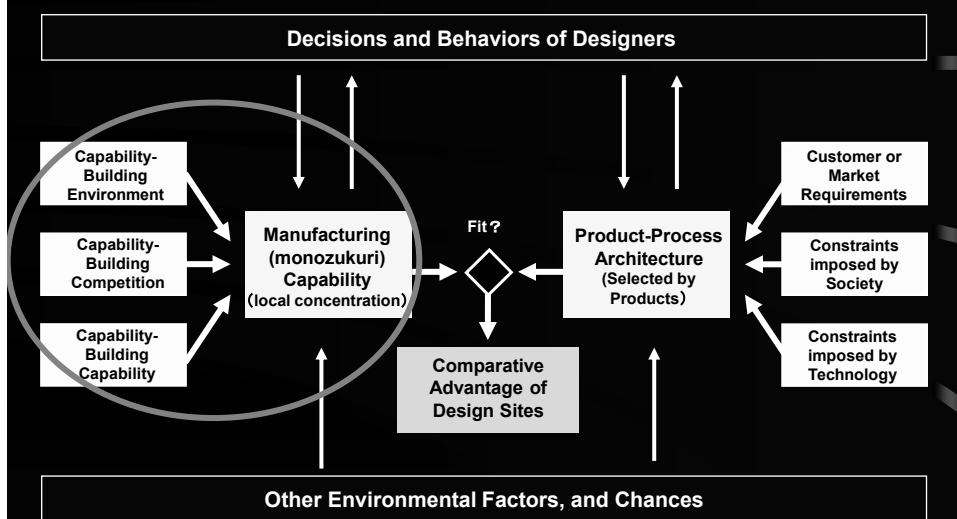 Decisions and Behaviors of Designers
Capability-
Building
Environment
Capability-
Building
Competition
Capability-
Building
Capability
Manufacturing
(monozukuri)
Capability
(local concentration)
Fit?
Comparative
Advantage of
Design Sites
Product-Process
Architecture
(Selected by
Products)
Customer or
Market
Requirements
Constraints
imposed by
Society
Constraints
imposed by
Technology
Other Environmental Factors, and Chances